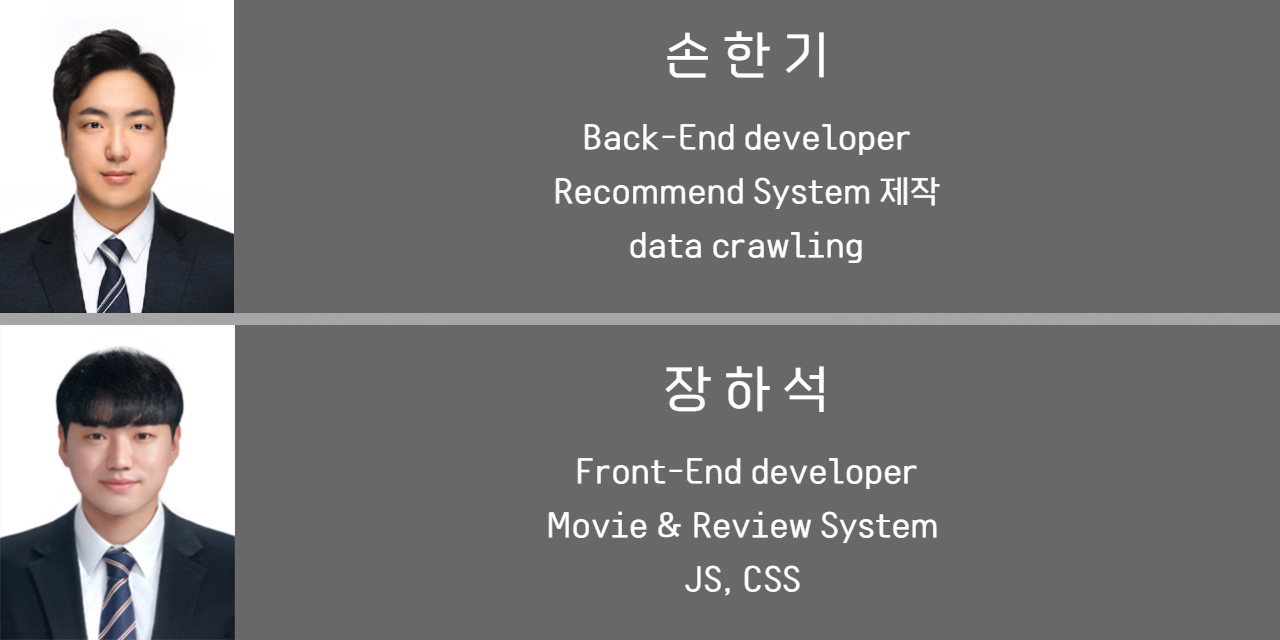 손한기
Back-End developer
Recommend System 제작
data crawling
장하석
Front-End developer
Movie & Review System
JS, CSS